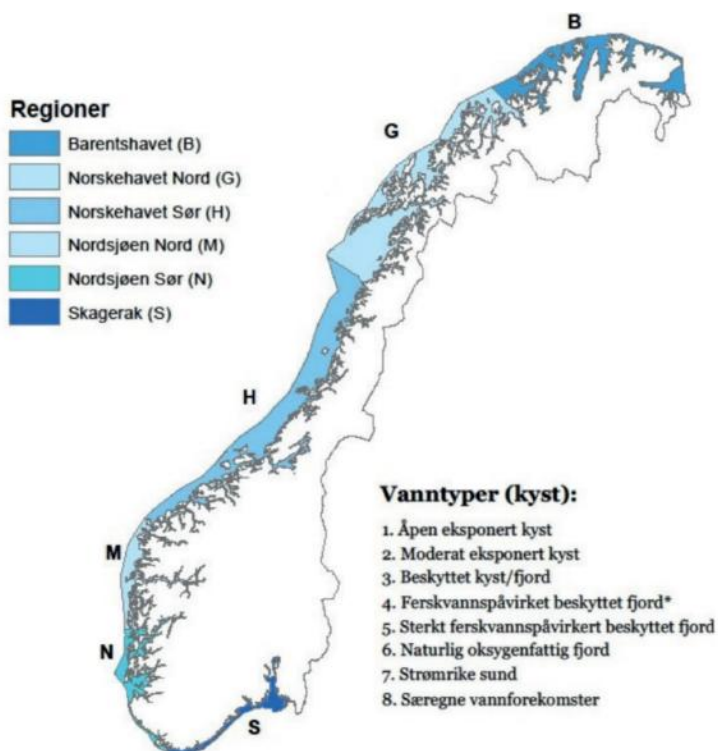 B
G
Regioner
Barentshavet (B)
Norskehavet Nord (G)
Norskehavet Sør (H)
Nordsjøen Nord (M)
Nordsjøen Sør (N)
Skagerak (S)
H
M
N
S
Vanntyper (kyst):
1. Åpen eksponert kyst
2. Moderat eksponert kyst
3. Beskyttet kyst/fjord
4. Ferskvannspåvirket beskyttet fjord*
5. Sterkt ferskvannspåvirkert beskyttet fjord
6. Naturlig oksygenfattig fjord
7. Strømrike sund
8. Særegne vannforekomster